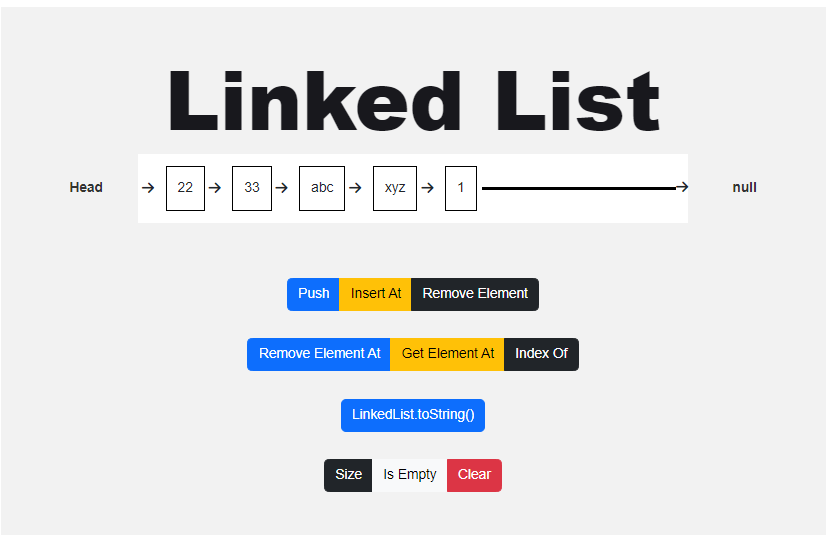 Linked List
Head → 22 → 33 → abc → xyz → 1 → null
Push Insert At Remove Element
Remove Element At Get Element At Index Of
LinkedList.toString()
Size Is Empty Clear